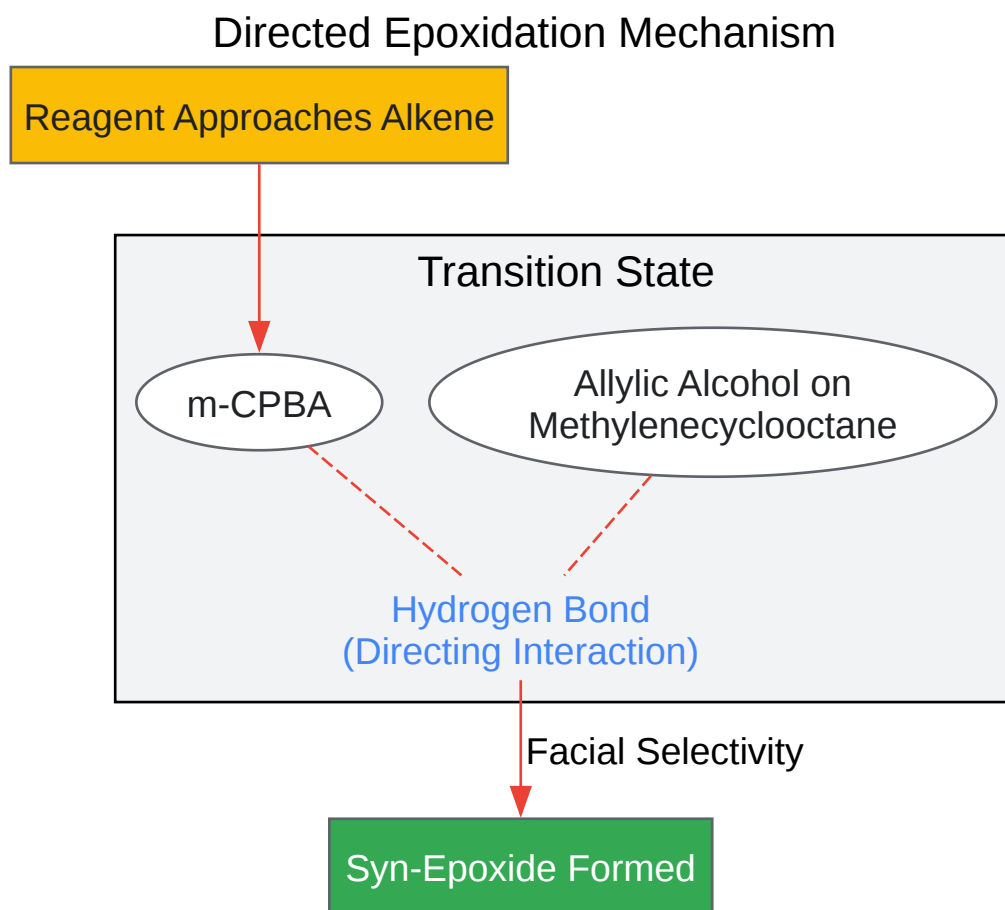 Directed Epoxidation Mechanism
Reagent Approaches Alkene
Transition State
m-CPBA
Allylic Alcohol on
Methylenecyclooctane
Hydrogen Bond
(Directing Interaction)
Facial Selectivity
Syn-Epoxide Formed